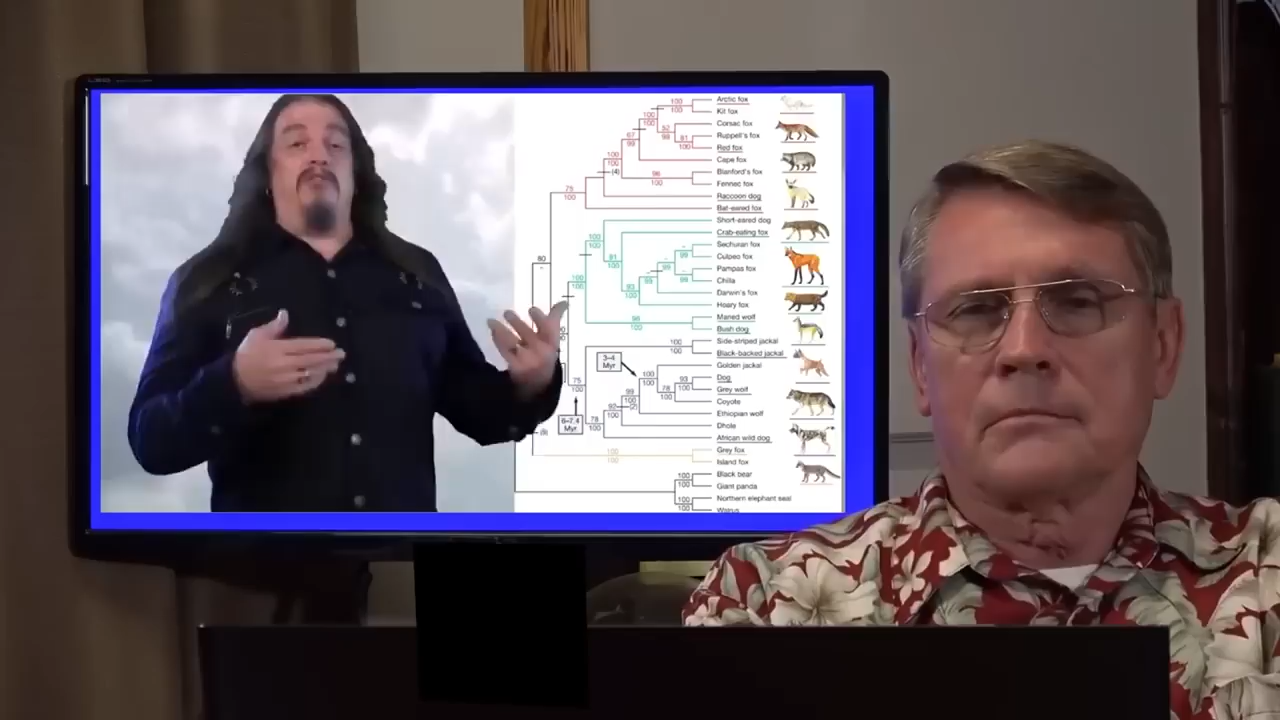 Arctic fox
Kit fox
Corsac fox
Ruppell's fox
Red fox
Cape fox
Blanford's fox
Fennec fox
Raccoon dog
Bat-eared fox
Short-eared dog
Crab-eating fox
Sechuran fox
Culpeo fox
Pampas fox
Chilla
Darwin's fox
Hoary fox
Maned wolf
Bush dog
Side-striped jackal
Black-backed jackal
Golden jackal
Dog
Grey wolf
Coyote
Ethiopian wolf
Dhole
African wild dog
Grey fox
Island fox
Black bear
Giant panda
Northern elephant seal
Walrus
3–4
Myr
6–7.4
Myr